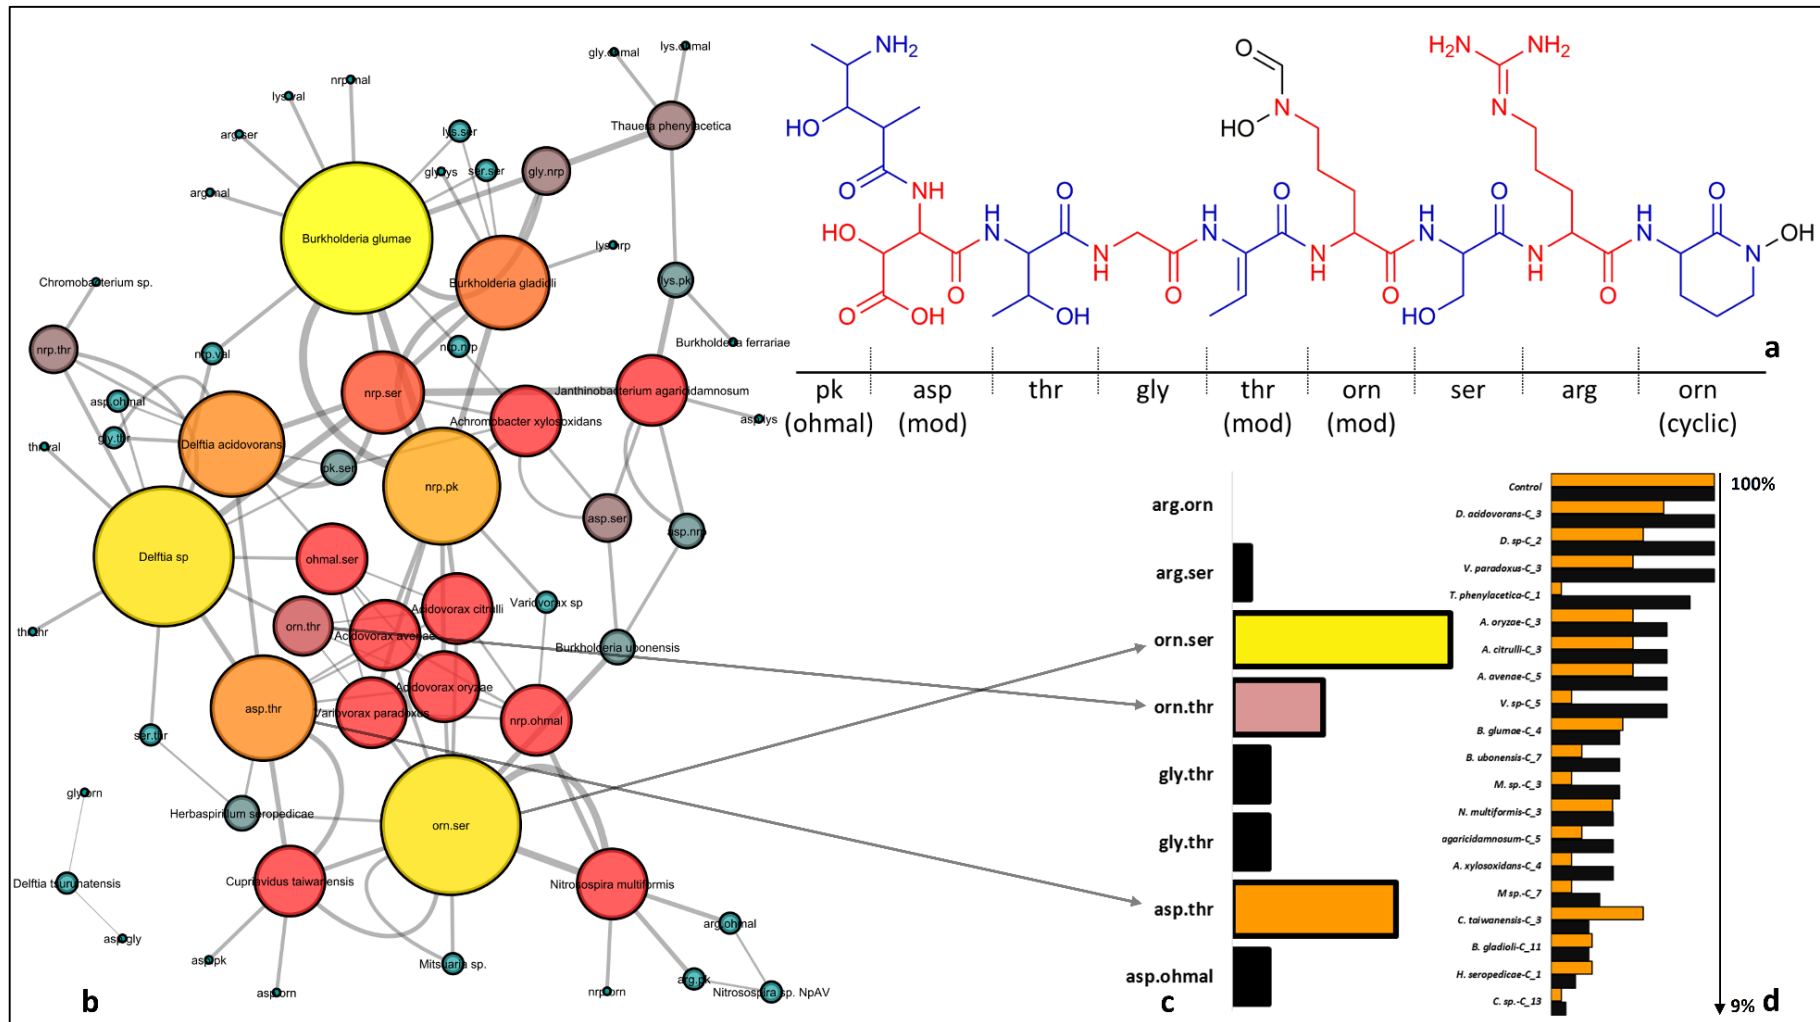 gly.ohmal
lys.ohmal
nrp.mal
lys.val
arg.ser
lys.ser
Thauera phenylacetica
gly.lys
ser.ser
gly.nrp
arg.mal
Burkholderia glumae
lys.nrp
Chromobacterium sp.
Burkholderia gladioli
lys.pk
nrp.thr
nrp.val
nrp.nrp
Burkholderia ferrariae
asp.ohmal
nrp.ser
Janthinobacterium agaricidamnosum
gly.thr
Delftia acidovorans
Achromobacter xylosoxidans
asp.lys
thr.val
pk.ser
nrp.pk
asp.ser
asp.nrp
Delftia sp
ohmal.ser
Acidovorax citrulli
Variovorax sp
thr.thr
orn.thr
Acidovorax avenae
Burkholderia ubonensis
Acidovorax oryzae
asp.thr
Variovorax paradoxus
nrp.ohmal
ser.thr
gly.orn
Herbaspirillum seropedicae
orn.ser
Delftia tsuruhatensis
Cupriavidus taiwanensis
Nitrosospira multiformis
asp.gly
arg.ohmal
asp.pk
Mitsuaria sp.
arg.pk
asp.orn
nrp.orn
Nitrosospira sp. NpAV
b
NH2
O
H2N
NH2
N
N
HO
HO
O
NH
O
O
O
HO
H
N
H
N
H
N
H
N
OH
N
H
N
H
N
H
N
O
O
O
O
O
OH
OH
HO
a
pk
asp
thr
gly
thr
orn
ser
arg
orn
(ohmal)
(mod)
(mod)
(mod)
(cyclic)
arg.orn
arg.ser
orn.ser
orn.thr
gly.thr
gly.thr
asp.thr
asp.ohmal
c
Control
100%
D. acidovorans-C_3
D. sp-C_2
V. paradoxus-C_3
T. phenylacetica-C_1
A. oryzae-C_3
A. citrulli-C_3
A. avenae-C_5
V. sp-C_5
B. glumae-C_4
B. ubonensis-C_7
M. sp.-C_3
N. multiformis-C_3
agaricidamnosum-C_5
A. xylosoxidans-C_4
M sp.-C_7
C. taiwanensis-C_3
B. gladioli-C_11
H. seropedicae-C_1
C. sp.-C_13
9%
d